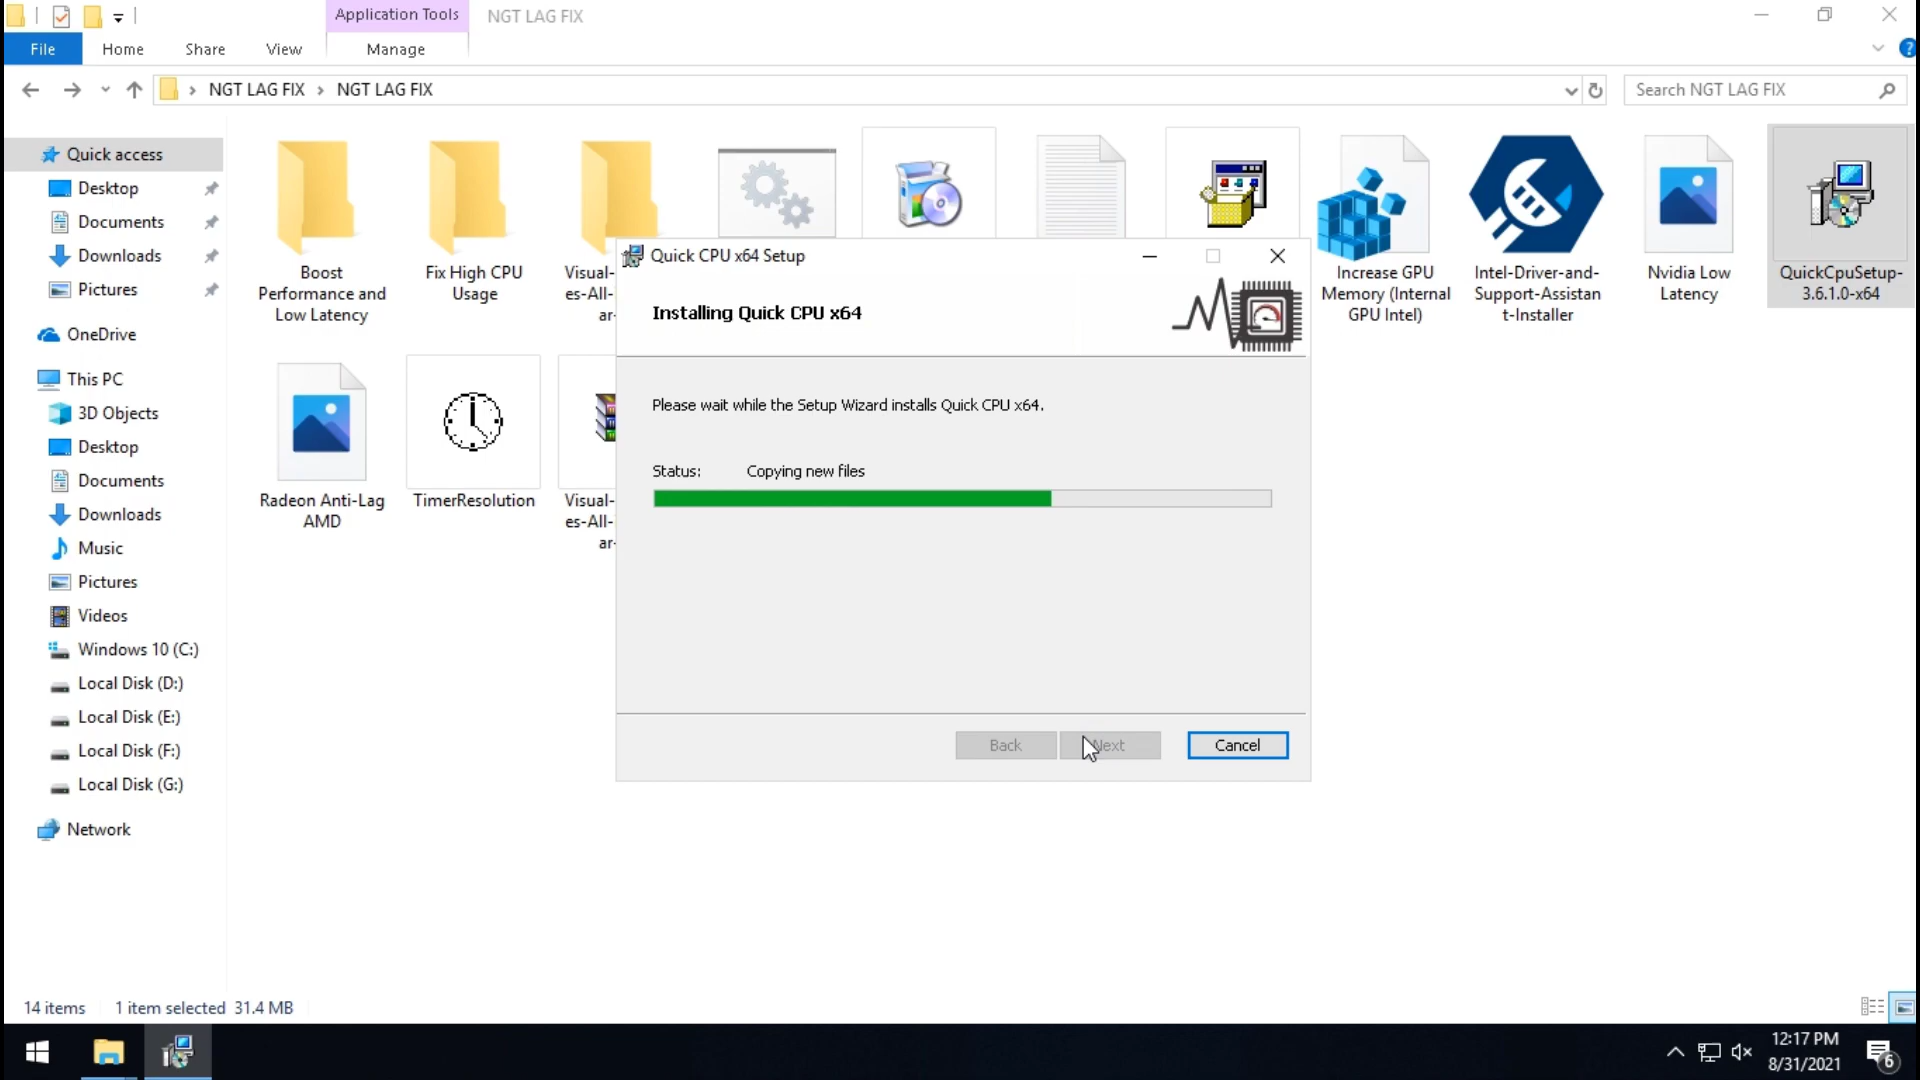 Application Tools
NGT LAG FIX
File
Home
Share
View
Manage
NGT LAG FIX
NGT LAG FIX
Search NGT LAG FIX
Quick access
Desktop
Documents
Downloads
Pictures
OneDrive
This PC
3D Objects
Desktop
Documents
Downloads
Music
Pictures
Videos
Windows 10 (C:)
Local Disk (D:)
Local Disk (E:)
Local Disk (F:)
Local Disk (G:)
Network
Boost
Performance and
Low Latency
Fix High CPU
Usage
Visual-
es-All-
ar-
Increase GPU
Memory (Internal
GPU Intel)
Intel-Driver-and-
Support-Assistan
t-Installer
Nvidia Low
Latency
QuickCpuSetup-
3.6.1.0-x64
Radeon Anti-Lag
AMD
TimerResolution
Visual-
es-All-
ar-
Quick CPU x64 Setup
Installing Quick CPU x64
Please wait while the Setup Wizard installs Quick CPU x64.
Status: Copying new files
Back
Next
Cancel
14 items
1 item selected 31.4 MB
12:17 PM
8/31/2021
6